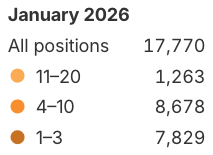 January 2026
All positions 17,770
11–20 1,263
4–10 8,678
1–3 7,829